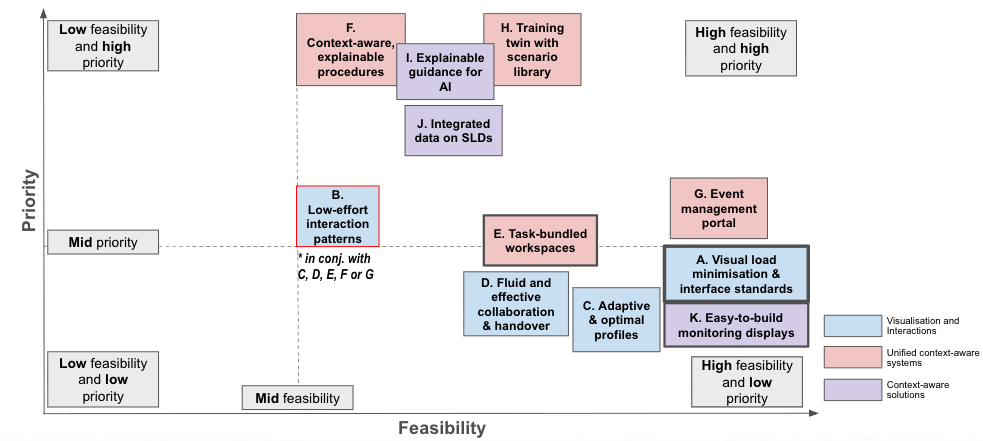 Low feasibility
and high
priority
F.
Context-aware,
explainable
procedures
H. Training
twin with
scenario
library
I. Explainable
guidance for
AI
High feasibility
and high
priority
J. Integrated
data on SLDs
Priority
B.
Low-effort
interaction
patterns
G. Event
management
portal
Mid priority
E. Task-bundled
workspaces
* in conj. with
C, D, E, F or G
A. Visual load
minimisation &
interface standards
D. Fluid and
effective
collaboration
& handover
C. Adaptive
& optimal
profiles
K. Easy-to-build
monitoring displays
Visualisation and
Interactions
Unified context-aware
systems
Context-aware
solutions
Low feasibility
and low
priority
Mid feasibility
High feasibility
and low
priority
Feasibility